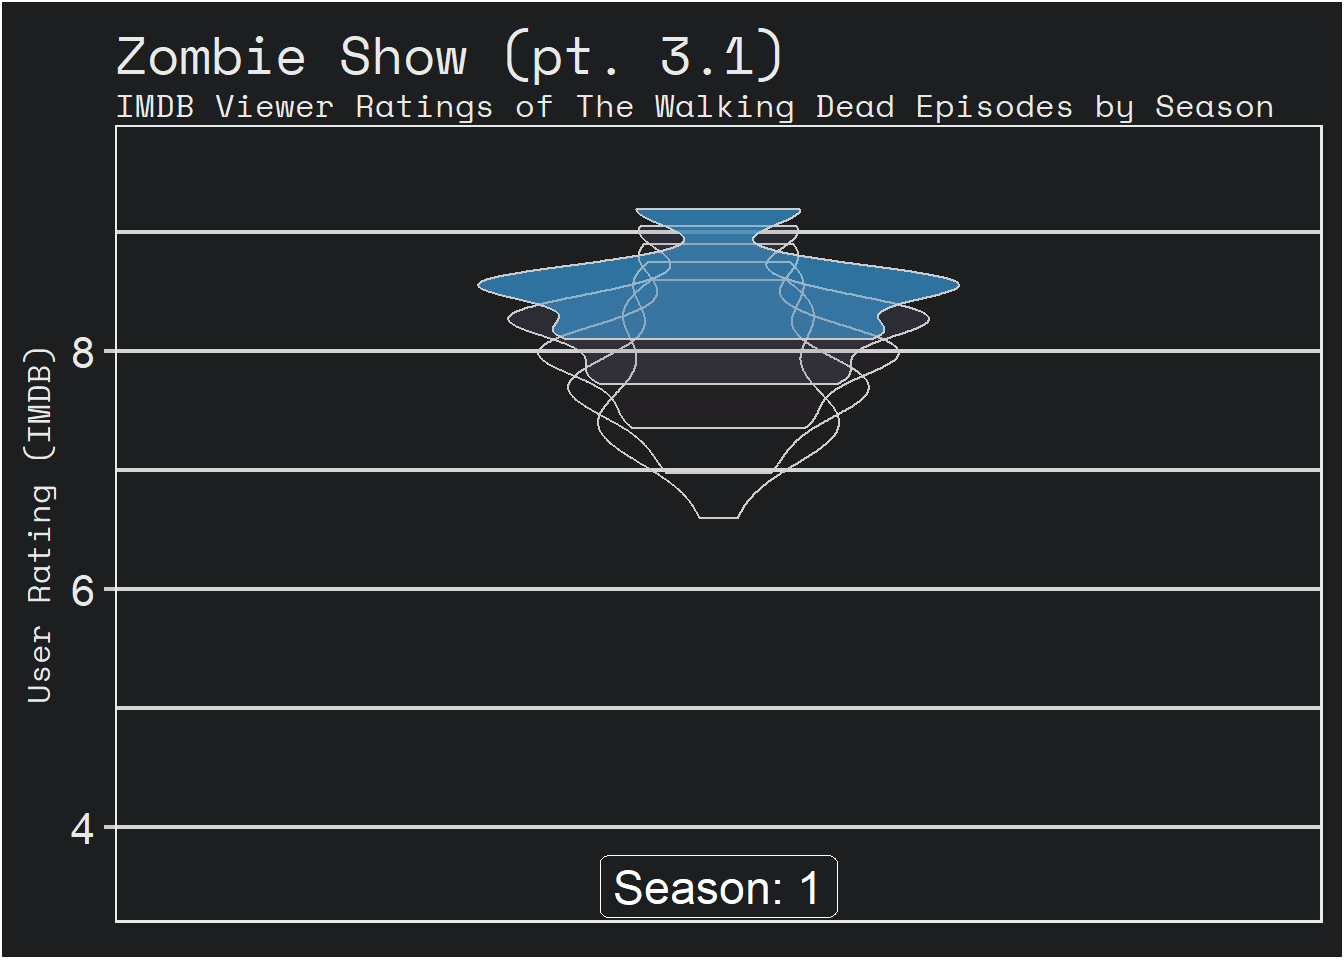 Zombie Show (pt. 3.1)
IMDB Viewer Ratings of The Walking Dead Episodes by Season
User Rating (IMDB)
8
6
4
Season: 1